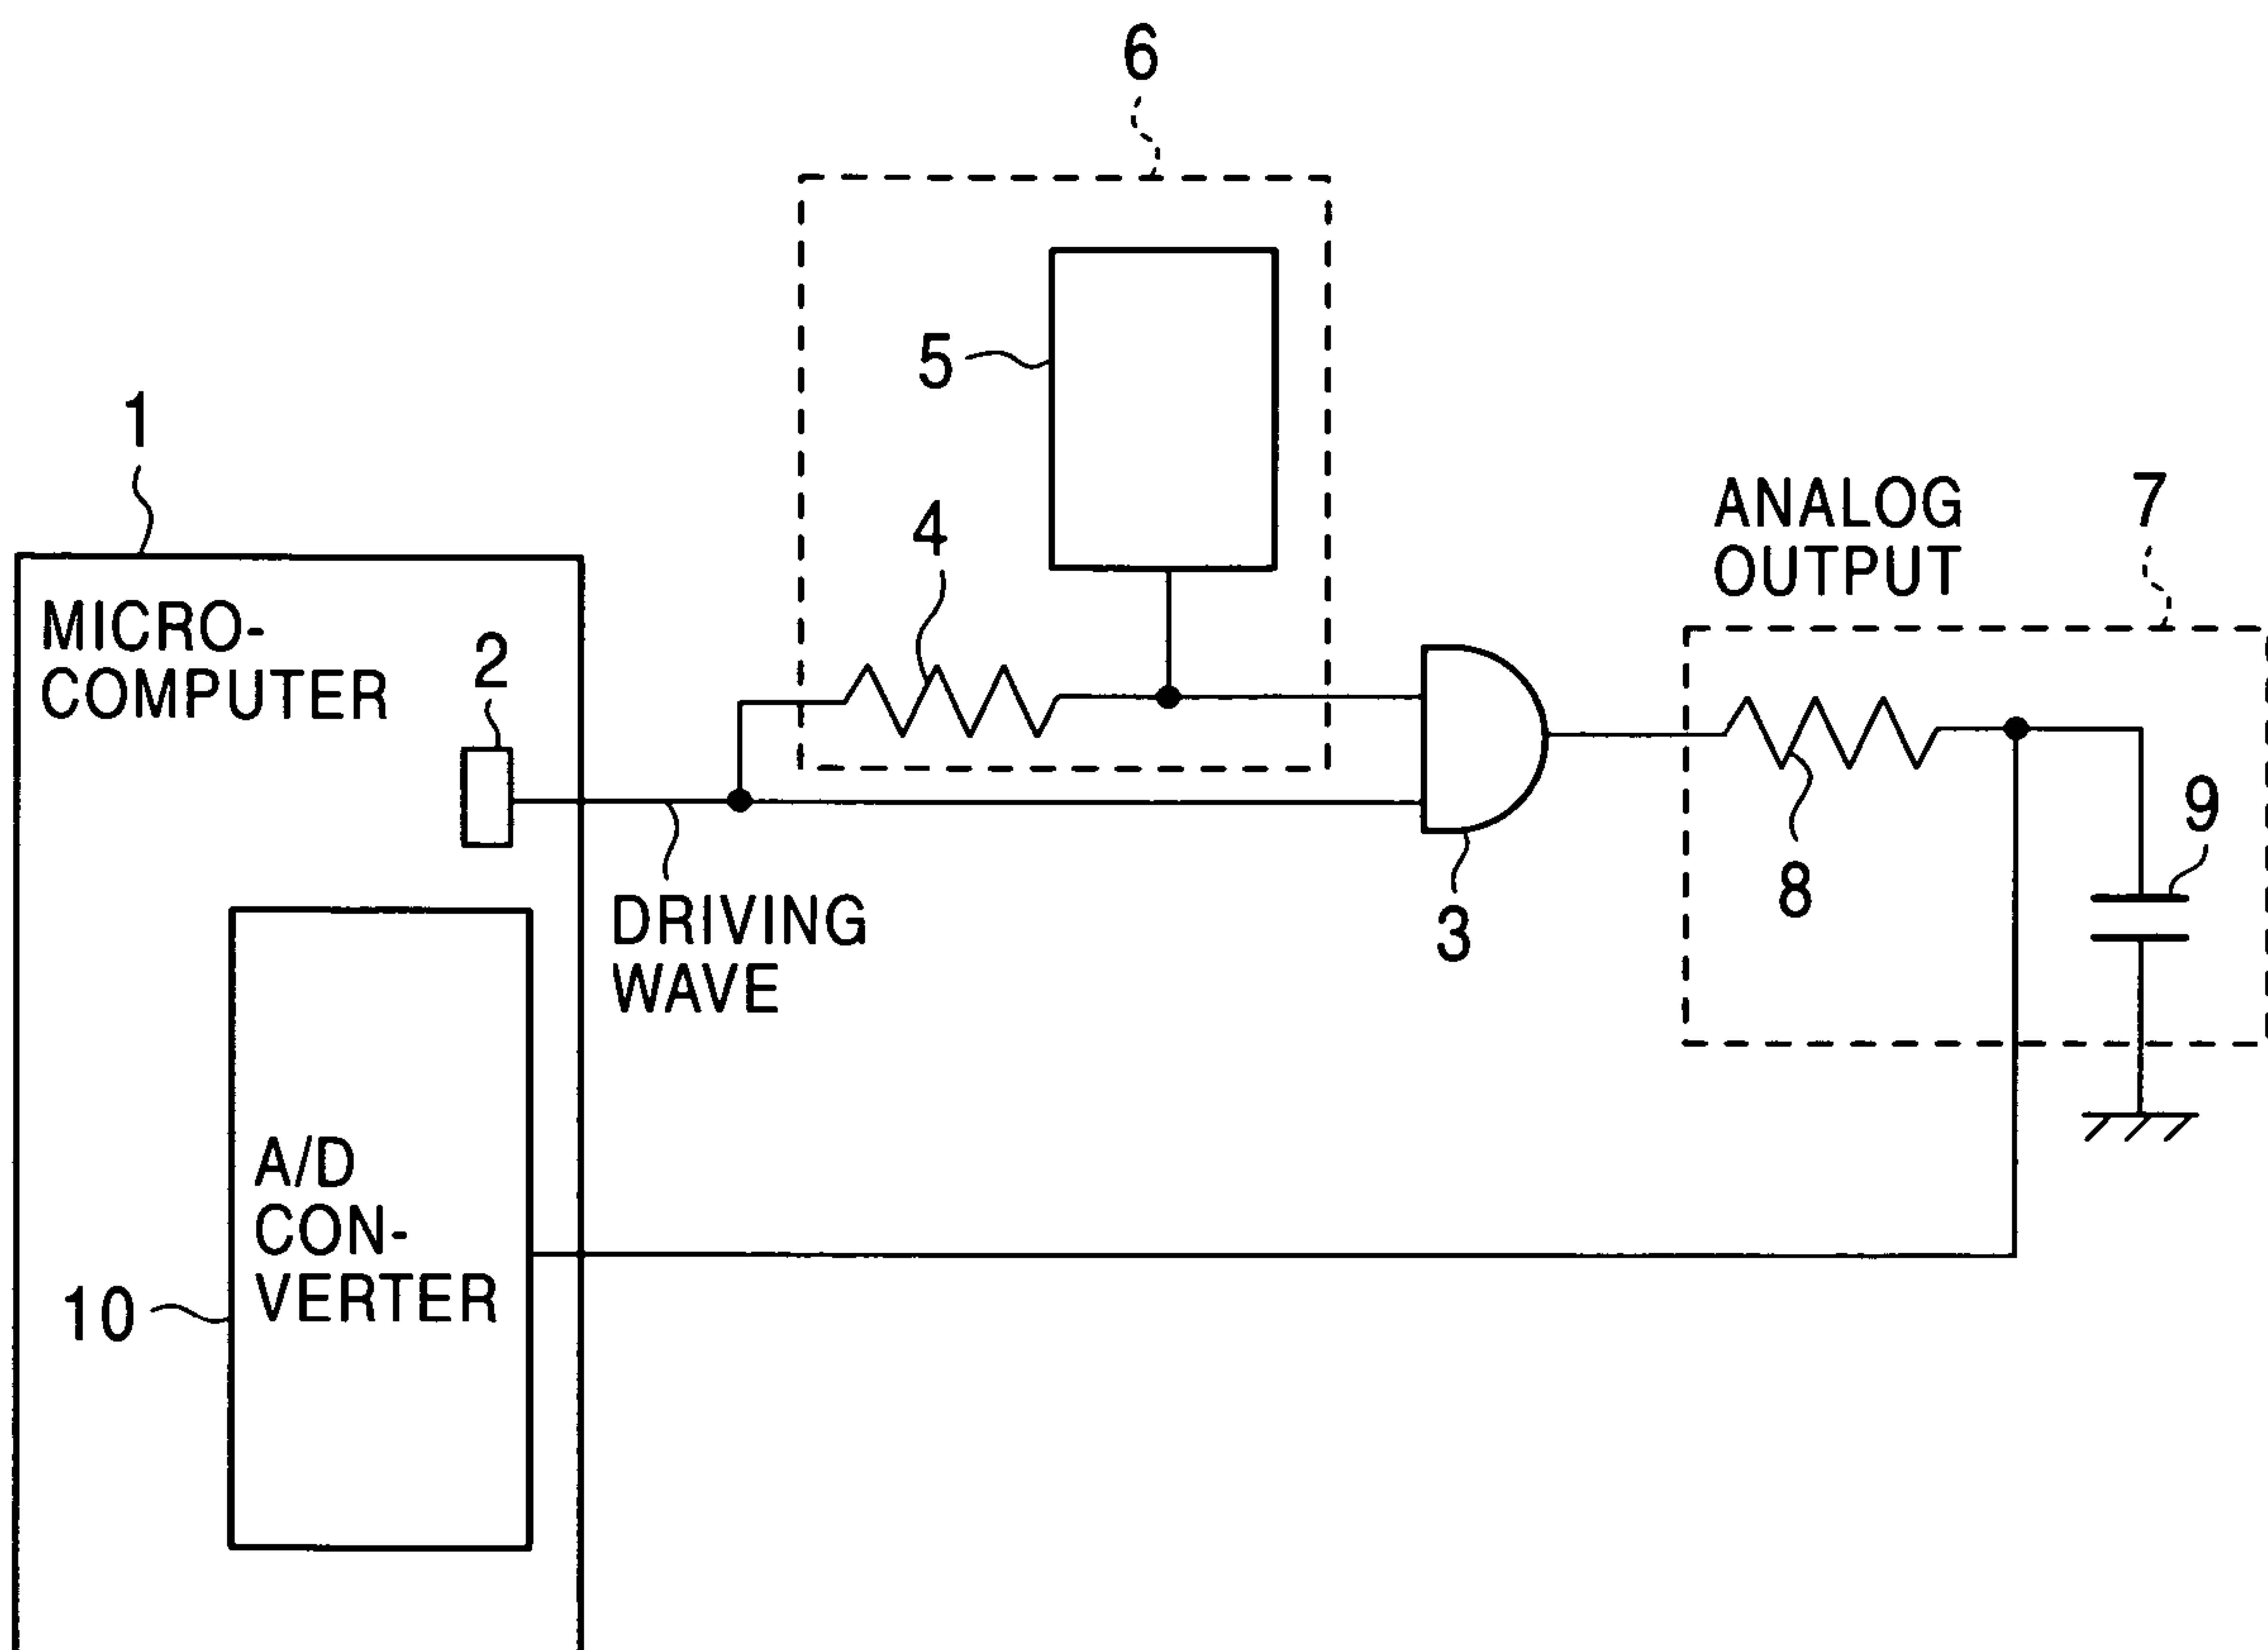 6
5
1
4
ANALOG
OUTPUT
7
MICRO-
COMPUTER
2
9
8
3
DRIVING
WAVE
A/D
CON-
VERTER
10